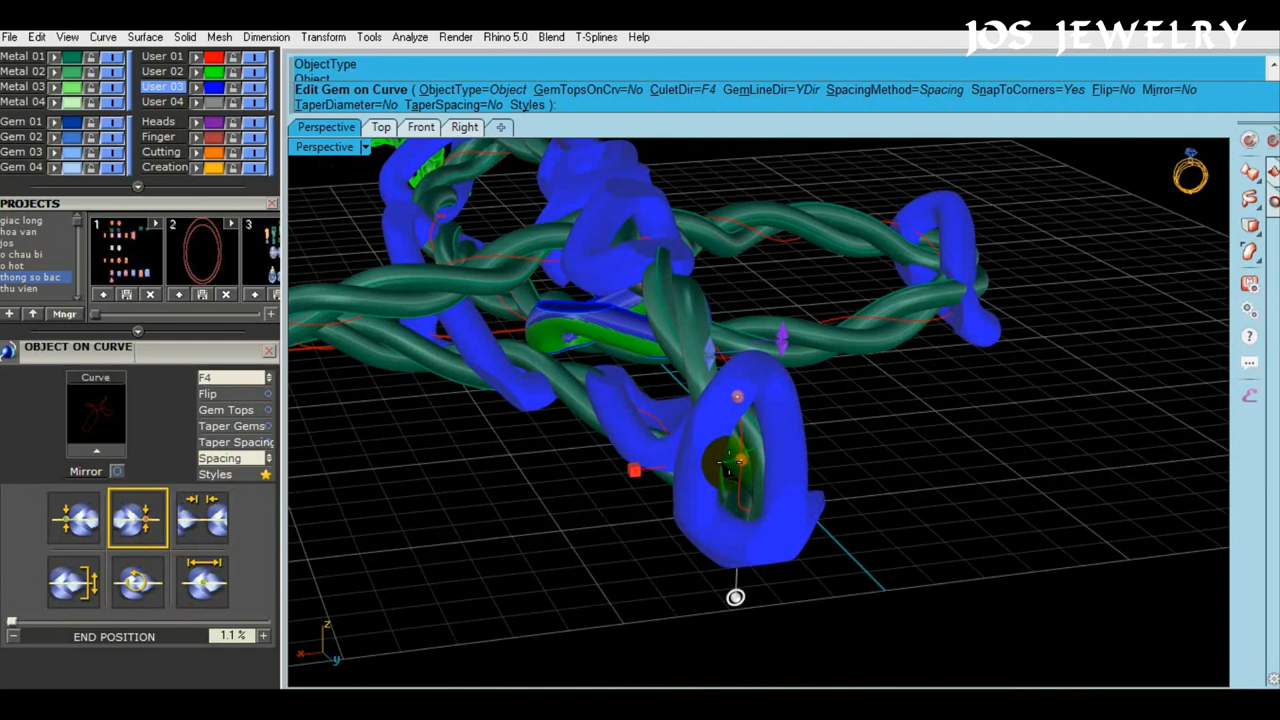 JOS JEWELRY
File Edit View Curve Surface Solid Mesh Dimension Transform Tools Analyze Render Rhino 5.0 Blend T-Splines Help
Metal 01 User 01
Metal 02 User 02
Metal 03 User 03
Metal 04 User 04
Gem 01 Heads
Gem 02 Finger
Gem 03 Cutting
Gem 04 Creation
ObjectType
Object
Edit Gem on Curve ( ObjectType=Object GemTopsOnCrv=No CuletDir=F4 GemLineDir=YDir SpacingMethod=Spacing SnapToCorners=Yes Flip=No Mirror=No
TaperDiameter=No TaperSpacing=No Styles ):
Perspective Top Front Right
Perspective
PROJECTS
giac long
hoa van
jos
o chau bi
o hot
thong so bac
thu vien
1 2 3
Mngr
OBJECT ON CURVE
Curve
F4
Flip
Gem Tops
Taper Gems
Taper Spacing
Spacing
Mirror
Styles
END POSITION 1.1 %
z
x
y